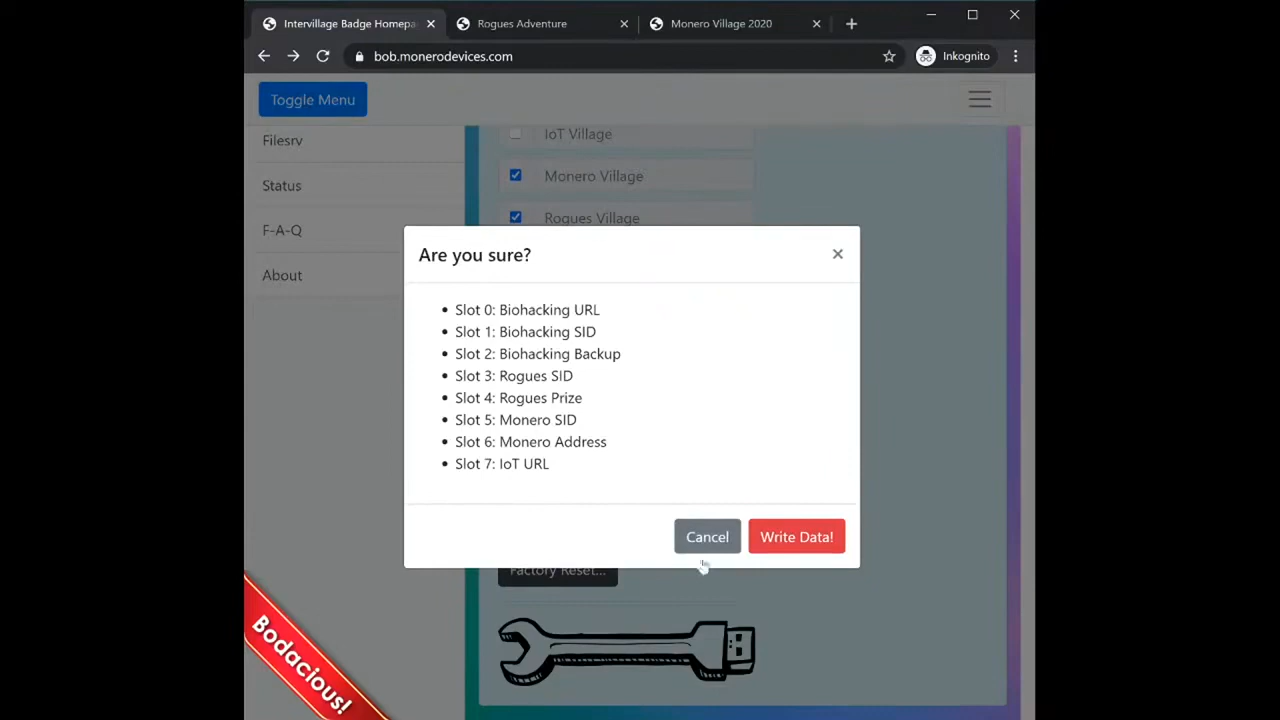 Intervillage Badge Homepa
Rogues Adventure
Monero Village 2020
bob.monerodevices.com
Inkognito
Toggle Menu
Filesrv
Status
F-A-Q
About
IoT Village
Monero Village
Rogues Village
Are you sure?
Slot 0: Biohacking URL
Slot 1: Biohacking SID
Slot 2: Biohacking Backup
Slot 3: Rogues SID
Slot 4: Rogues Prize
Slot 5: Monero SID
Slot 6: Monero Address
Slot 7: IoT URL
Cancel
Write Data!
Factory Reset...
Bodacious!